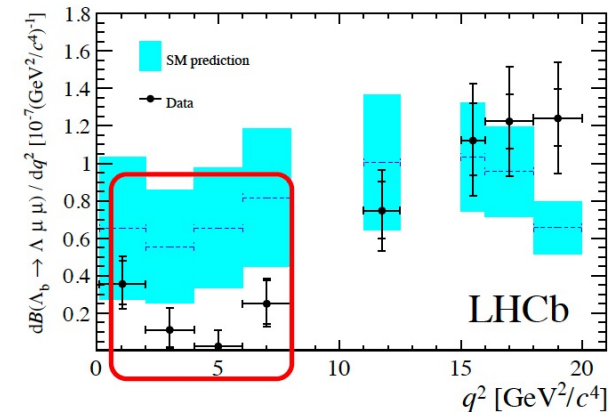 dB(Λ_b → Λ μ μ) / dq² [10⁻⁷(GeV²/c⁴)⁻¹]
1.8
1.6
1.4
1.2
1
0.8
0.6
0.4
0.2
SM prediction
Data
LHCb
0 5 10 15 20
q² [GeV²/c⁴]